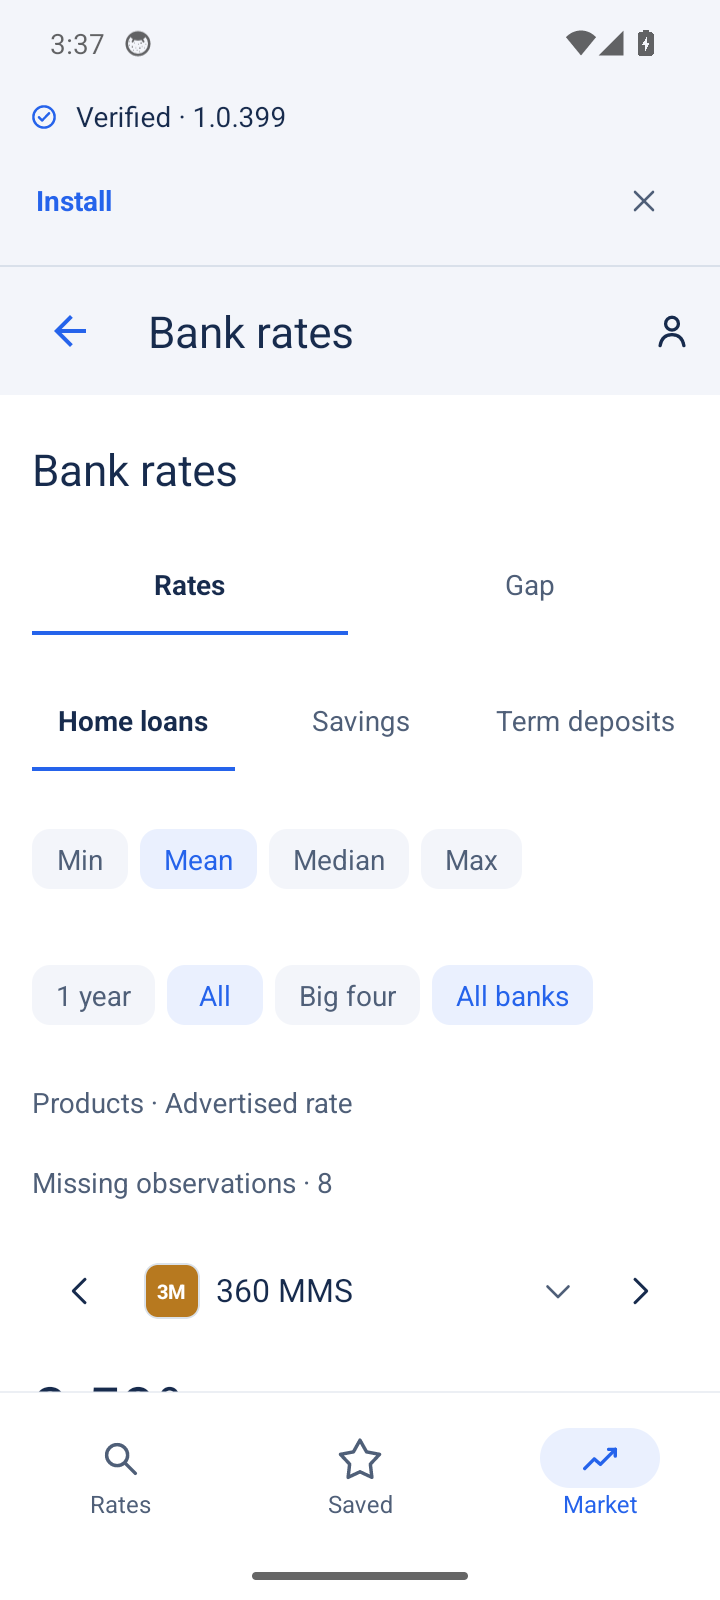 3:37
Verified · 1.0.399
Install
Bank rates
Bank rates
Rates Gap
Home loans Savings Term deposits
Min Mean Median Max
1 year All Big four All banks
Products · Advertised rate
Missing observations · 8
3M 360 MMS
Rates Saved Market